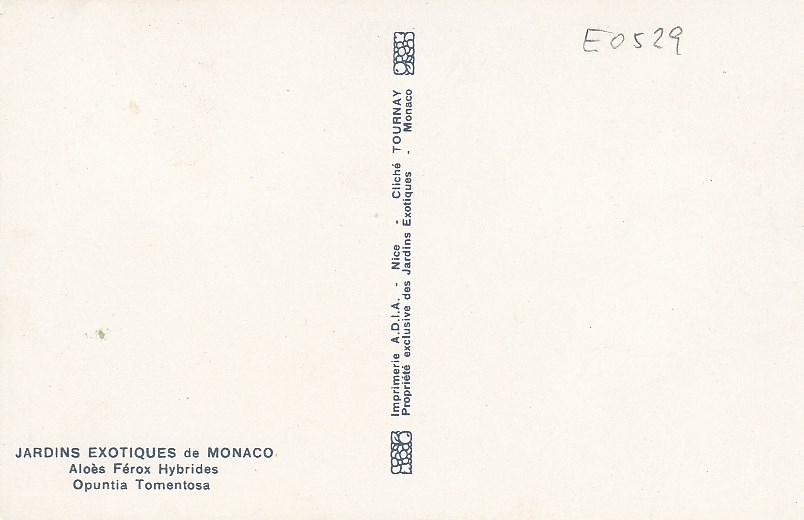 E0529
Imprimerie A.D.I.A. - Nice - Cliché TOURNAY
Propriété exclusive des Jardins Exotiques - Monaco
JARDINS EXOTIQUES de MONACO
Aloès Férox Hybrides
Opuntia Tomentosa